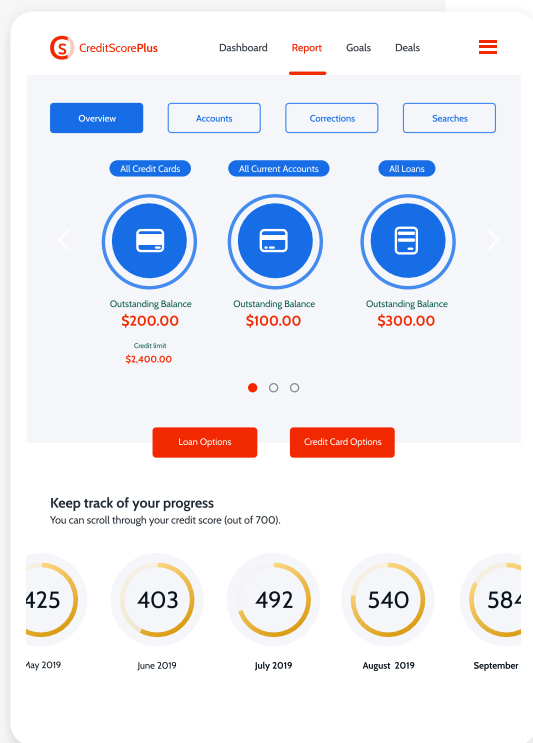 S CreditScorePlus
Dashboard Report Goals Deals
Overview Accounts Corrections Searches
All Credit Cards All Current Accounts All Loans
Outstanding Balance Outstanding Balance Outstanding Balance
$200.00 $100.00 $300.00
Credit limit
$2,400.00
Loan Options Credit Card Options
Keep track of your progress
You can scroll through your credit score (out of 700).
425 403 492 540 584
May 2019 June 2019 July 2019 August 2019 September